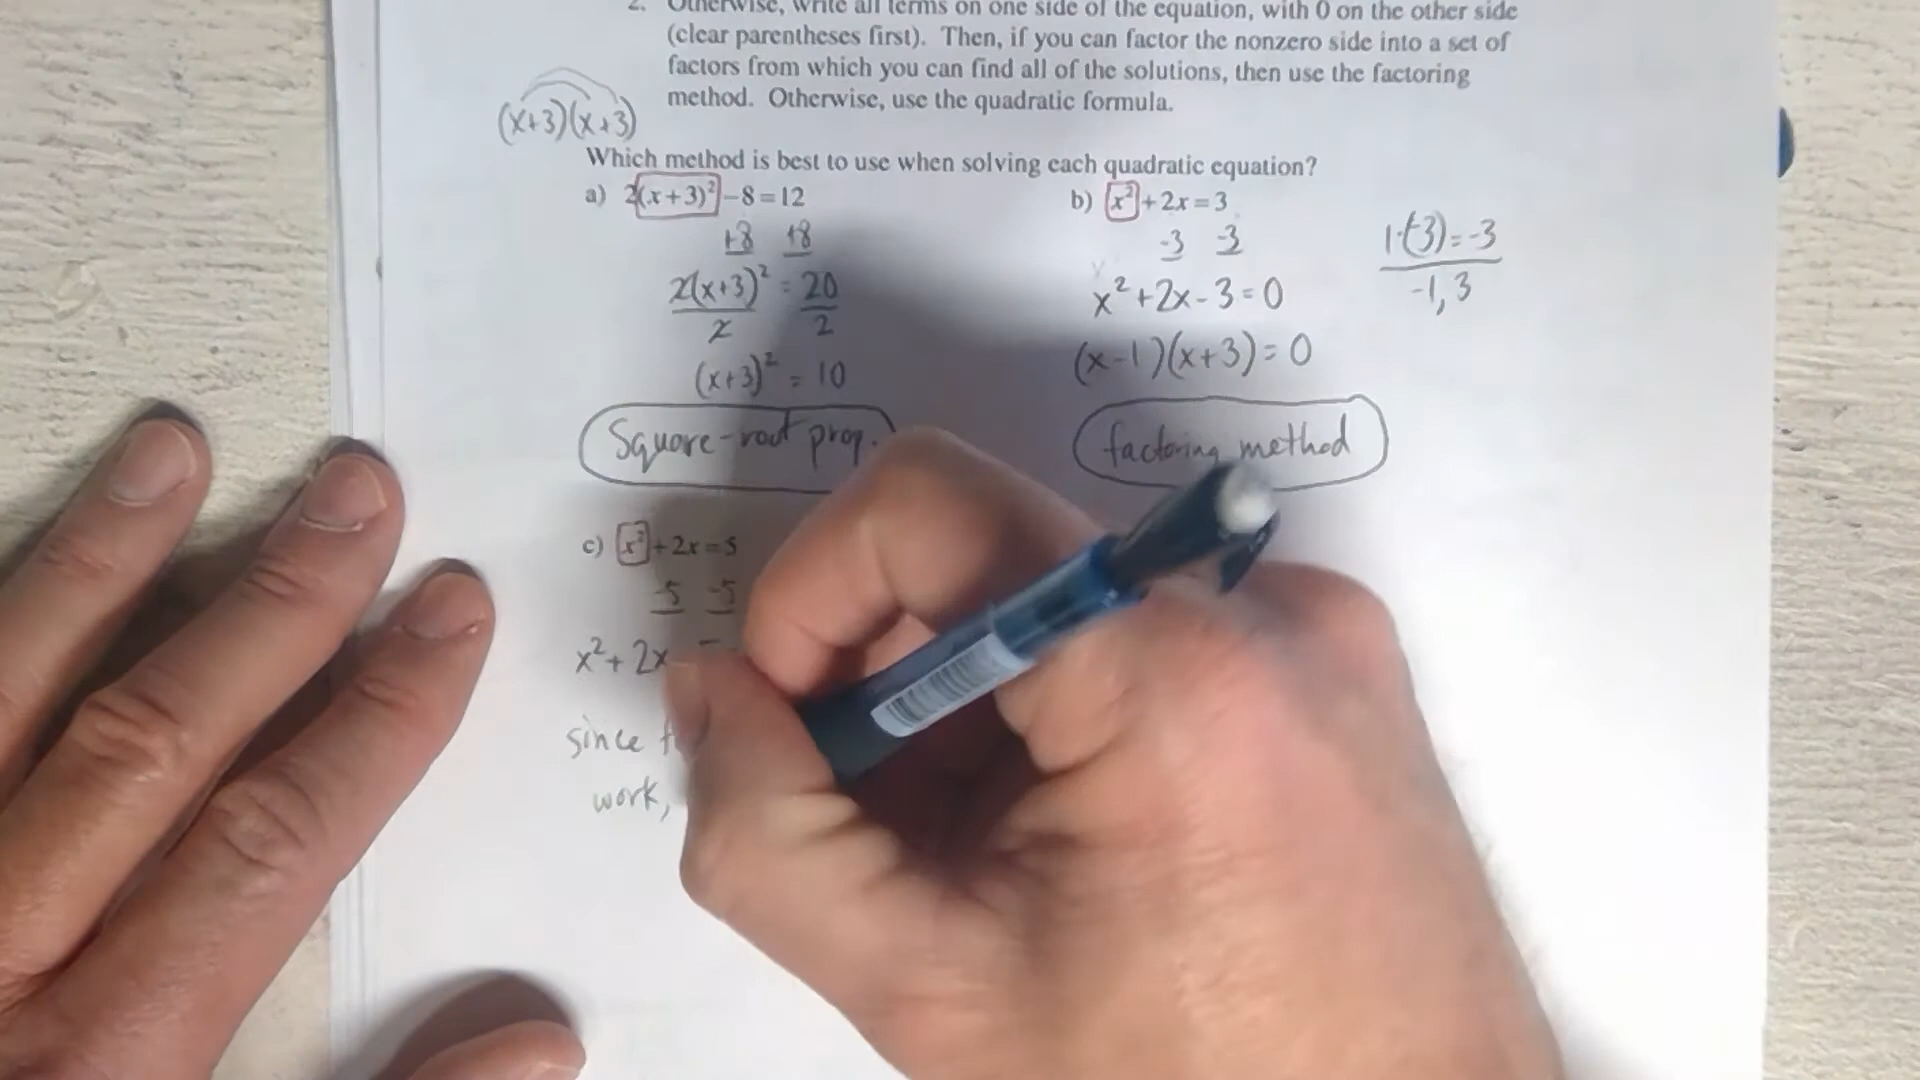 2. Otherwise, write all terms on one side of the equation, with 0 on the other side
(clear parentheses first). Then, if you can factor the nonzero side into a set of
factors from which you can find all of the solutions, then use the factoring
method. Otherwise, use the quadratic formula.
(x+3)(x+3)
Which method is best to use when solving each quadratic equation?
a) 2(x+3)²-8=12
+8 +8
2(x+3)² = 20
2 2
(x+3)² = 10
Square-root prop.
b) x²+2x=3
-3 -3
x²+2x-3=0
(x-1)(x+3)=0
factoring method
1·(-3)=-3
-1,3
c) x²+2x=5
-5 -5
x²+2x
since
work,